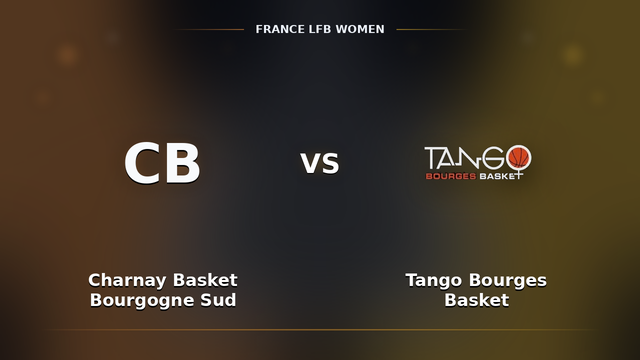 FRANCE LFB WOMEN
CB
VS
TANGO
BOURGES BASKET
Charnay Basket
Bourgogne Sud
Tango Bourges
Basket